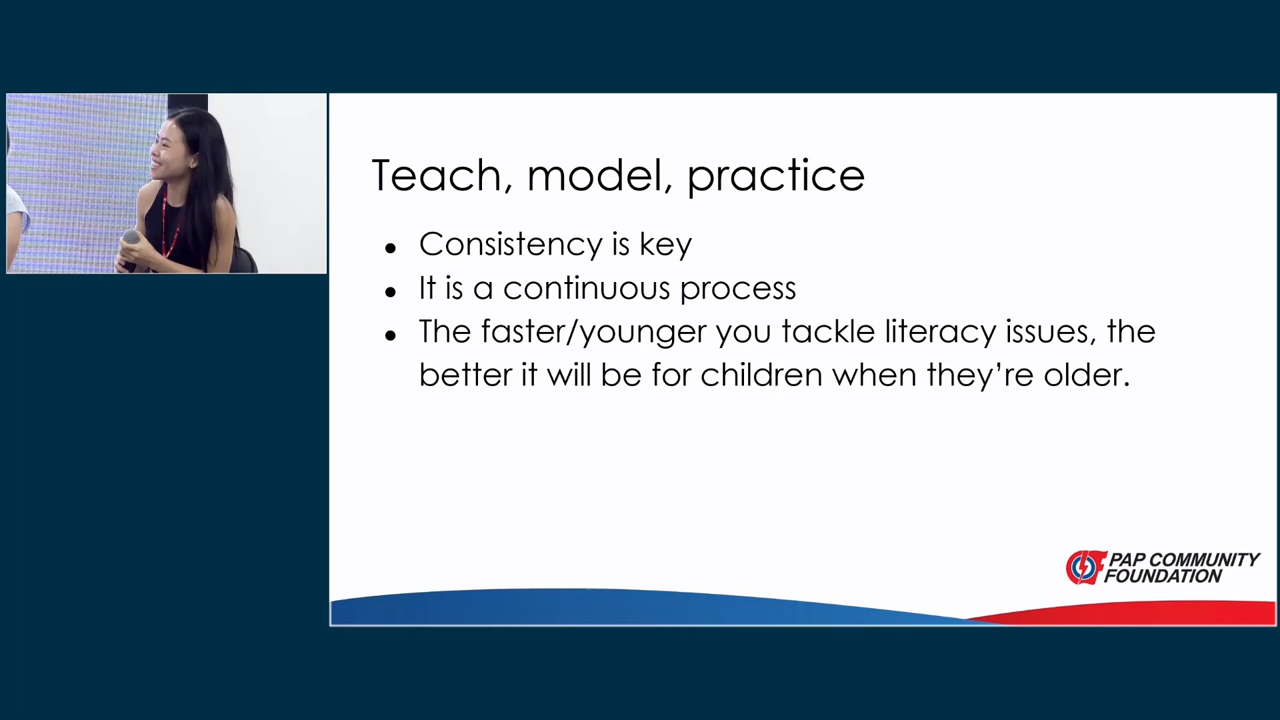 Teach, model, practice
• Consistency is key
• It is a continuous process
• The faster/younger you tackle literacy issues, the
better it will be for children when they’re older.
PAP COMMUNITY
FOUNDATION